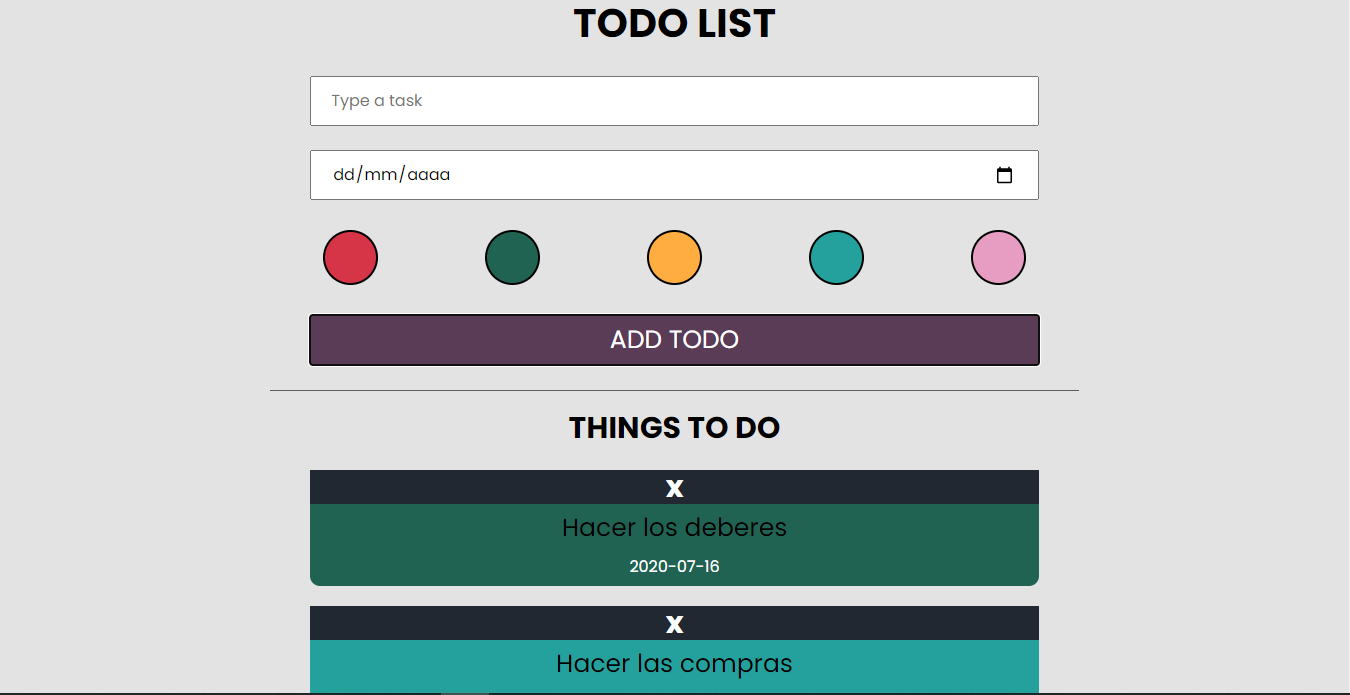 TODO LIST
Type a task
dd/mm/aaaa
ADD TODO
THINGS TO DO
X
Hacer los deberes
2020-07-16
X
Hacer las compras